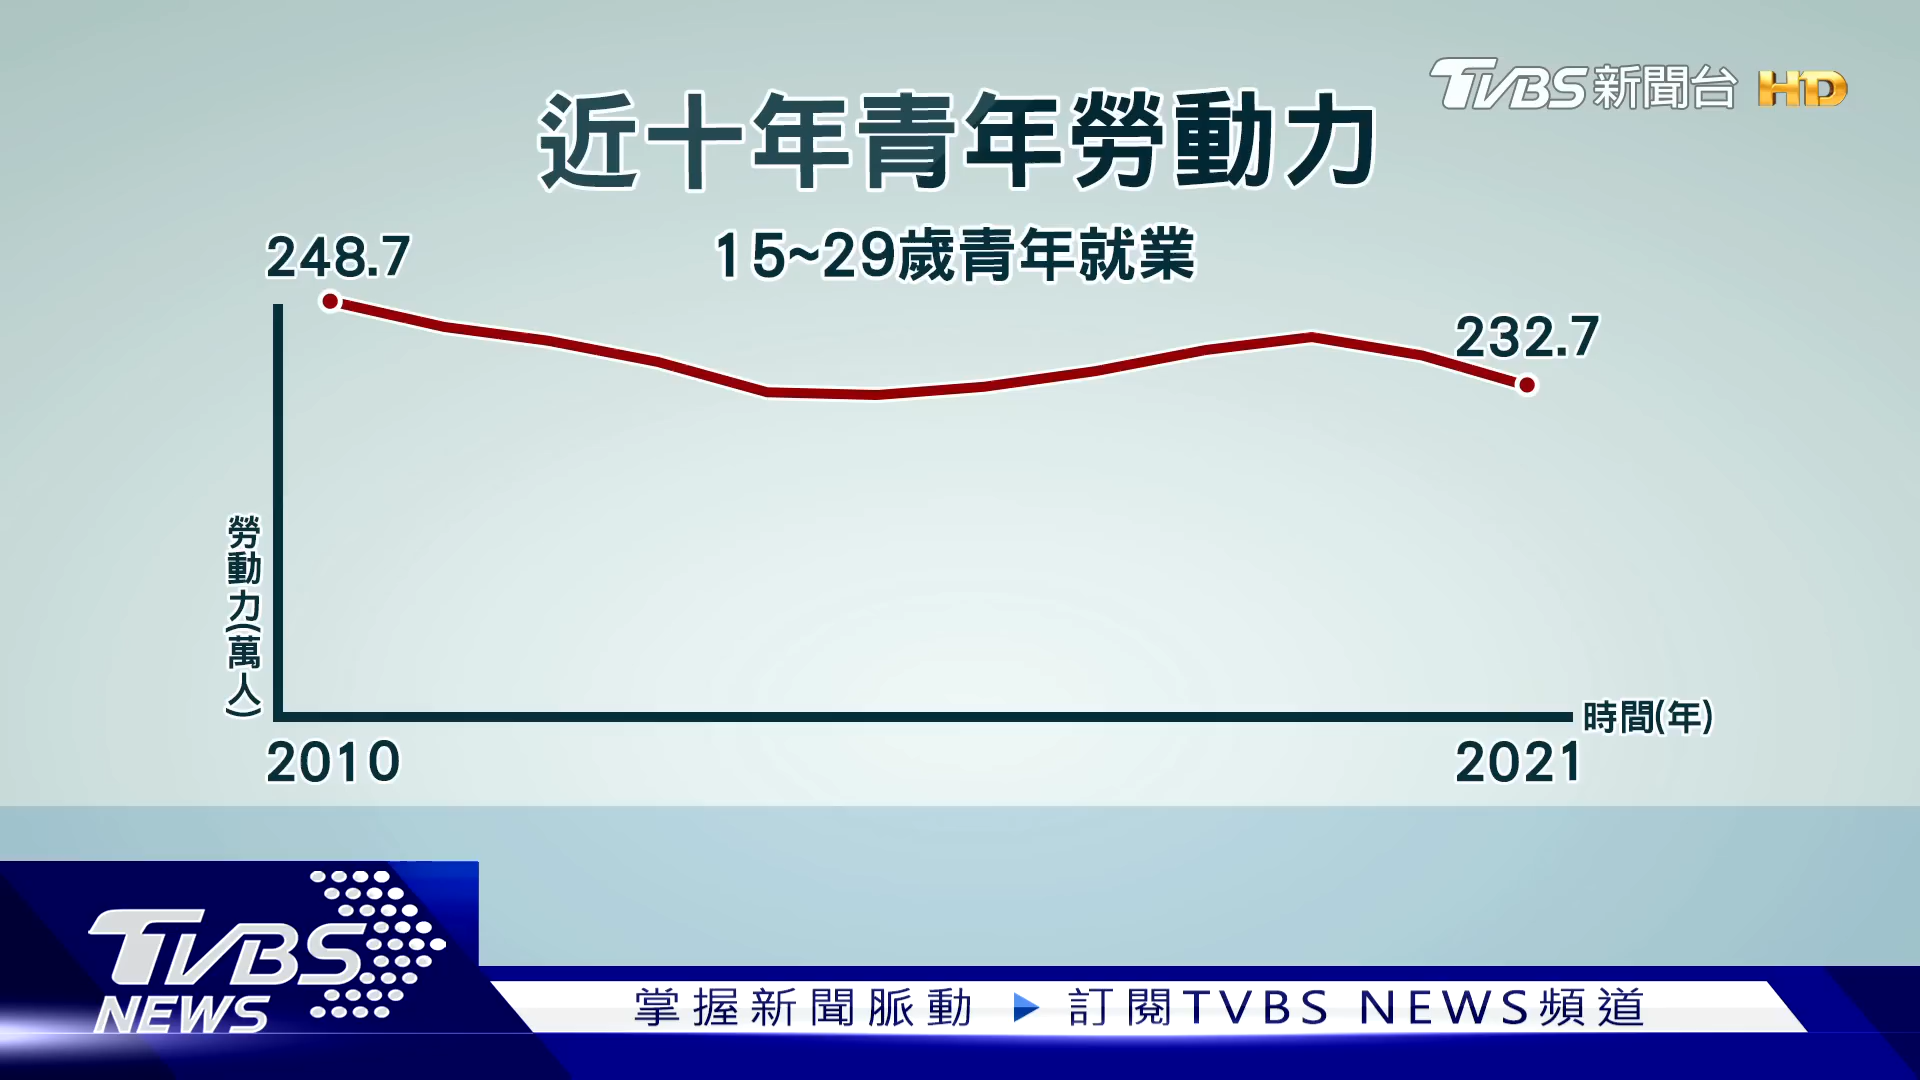 TVBS新聞台 HD
近十年青年勞動力
15~29歲青年就業
248.7
232.7
勞動力(萬人)
時間(年)
2010
2021
TVBS
NEWS
掌握新聞脈動 ▶ 訂閱TVBS NEWS頻道